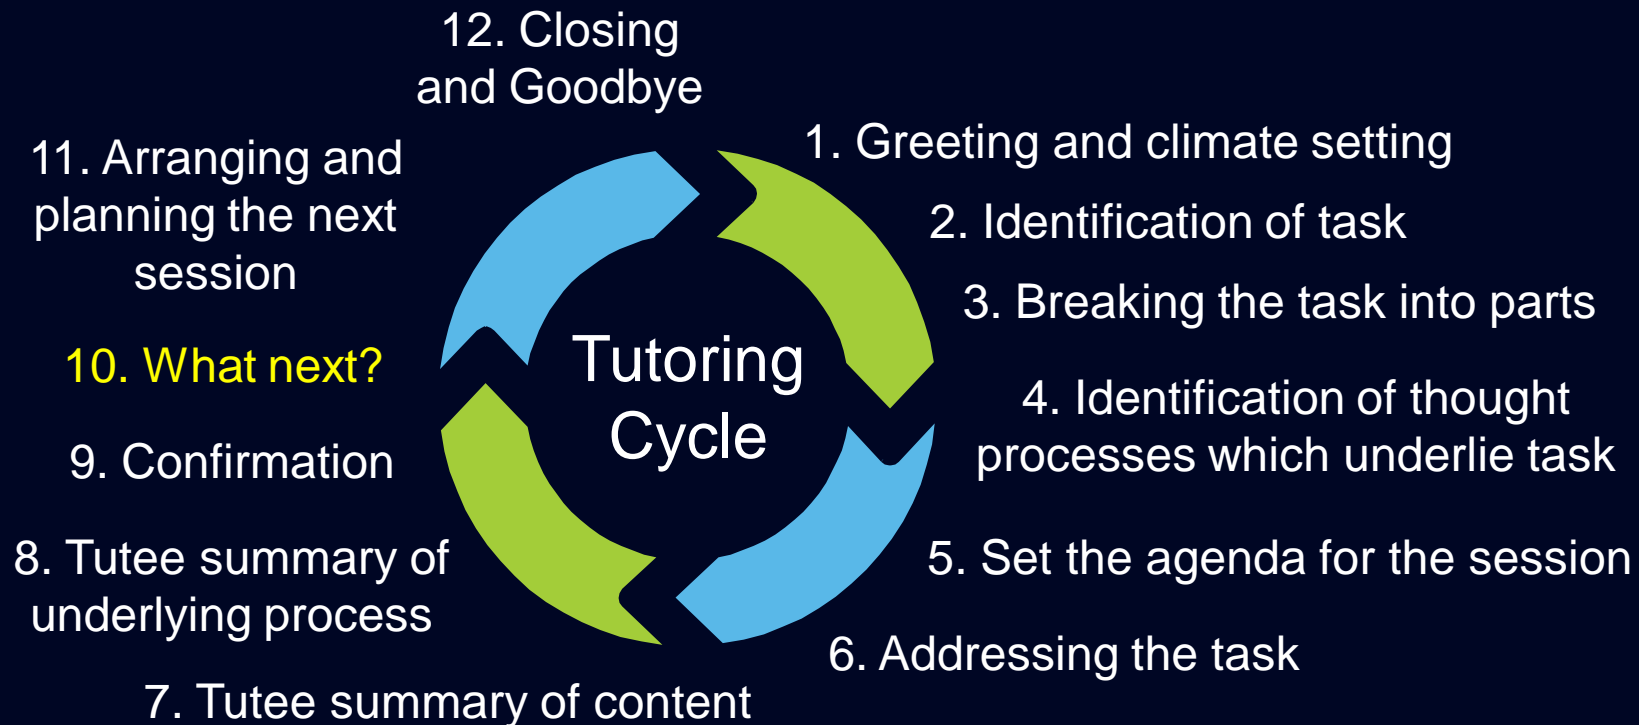 12. Closing
and Goodbye
1. Greeting and climate setting
2. Identification of task
3. Breaking the task into parts
4. Identification of thought
processes which underlie task
5. Set the agenda for the session
6. Addressing the task
7. Tutee summary of content
8. Tutee summary of
underlying process
9. Confirmation
10. What next?
11. Arranging and
planning the next
session
Tutoring
Cycle